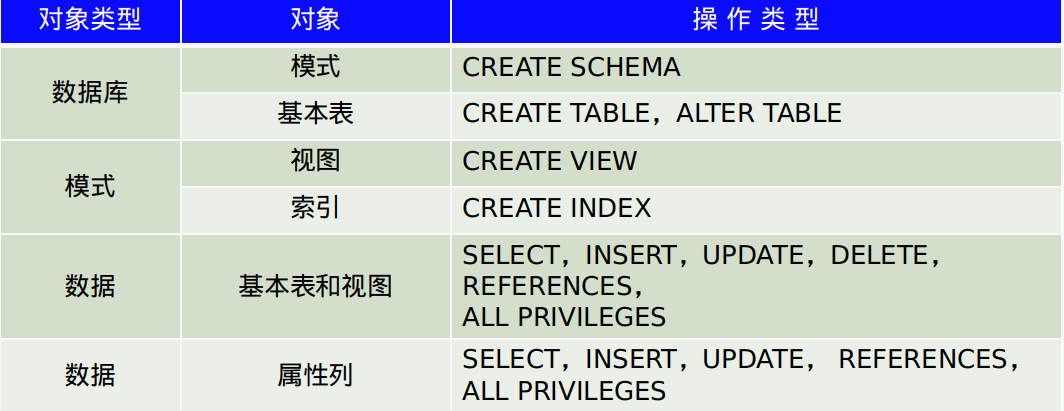 对象类型 对象 操 作 类 型
数据库 模式 CREATE SCHEMA
基本表 CREATE TABLE，ALTER TABLE
模式 视图 CREATE VIEW
索引 CREATE INDEX
数据 基本表和视图 SELECT，INSERT，UPDATE，DELETE，
REFERENCES，
ALL PRIVILEGES
数据 属性列 SELECT，INSERT，UPDATE， REFERENCES，
ALL PRIVILEGES